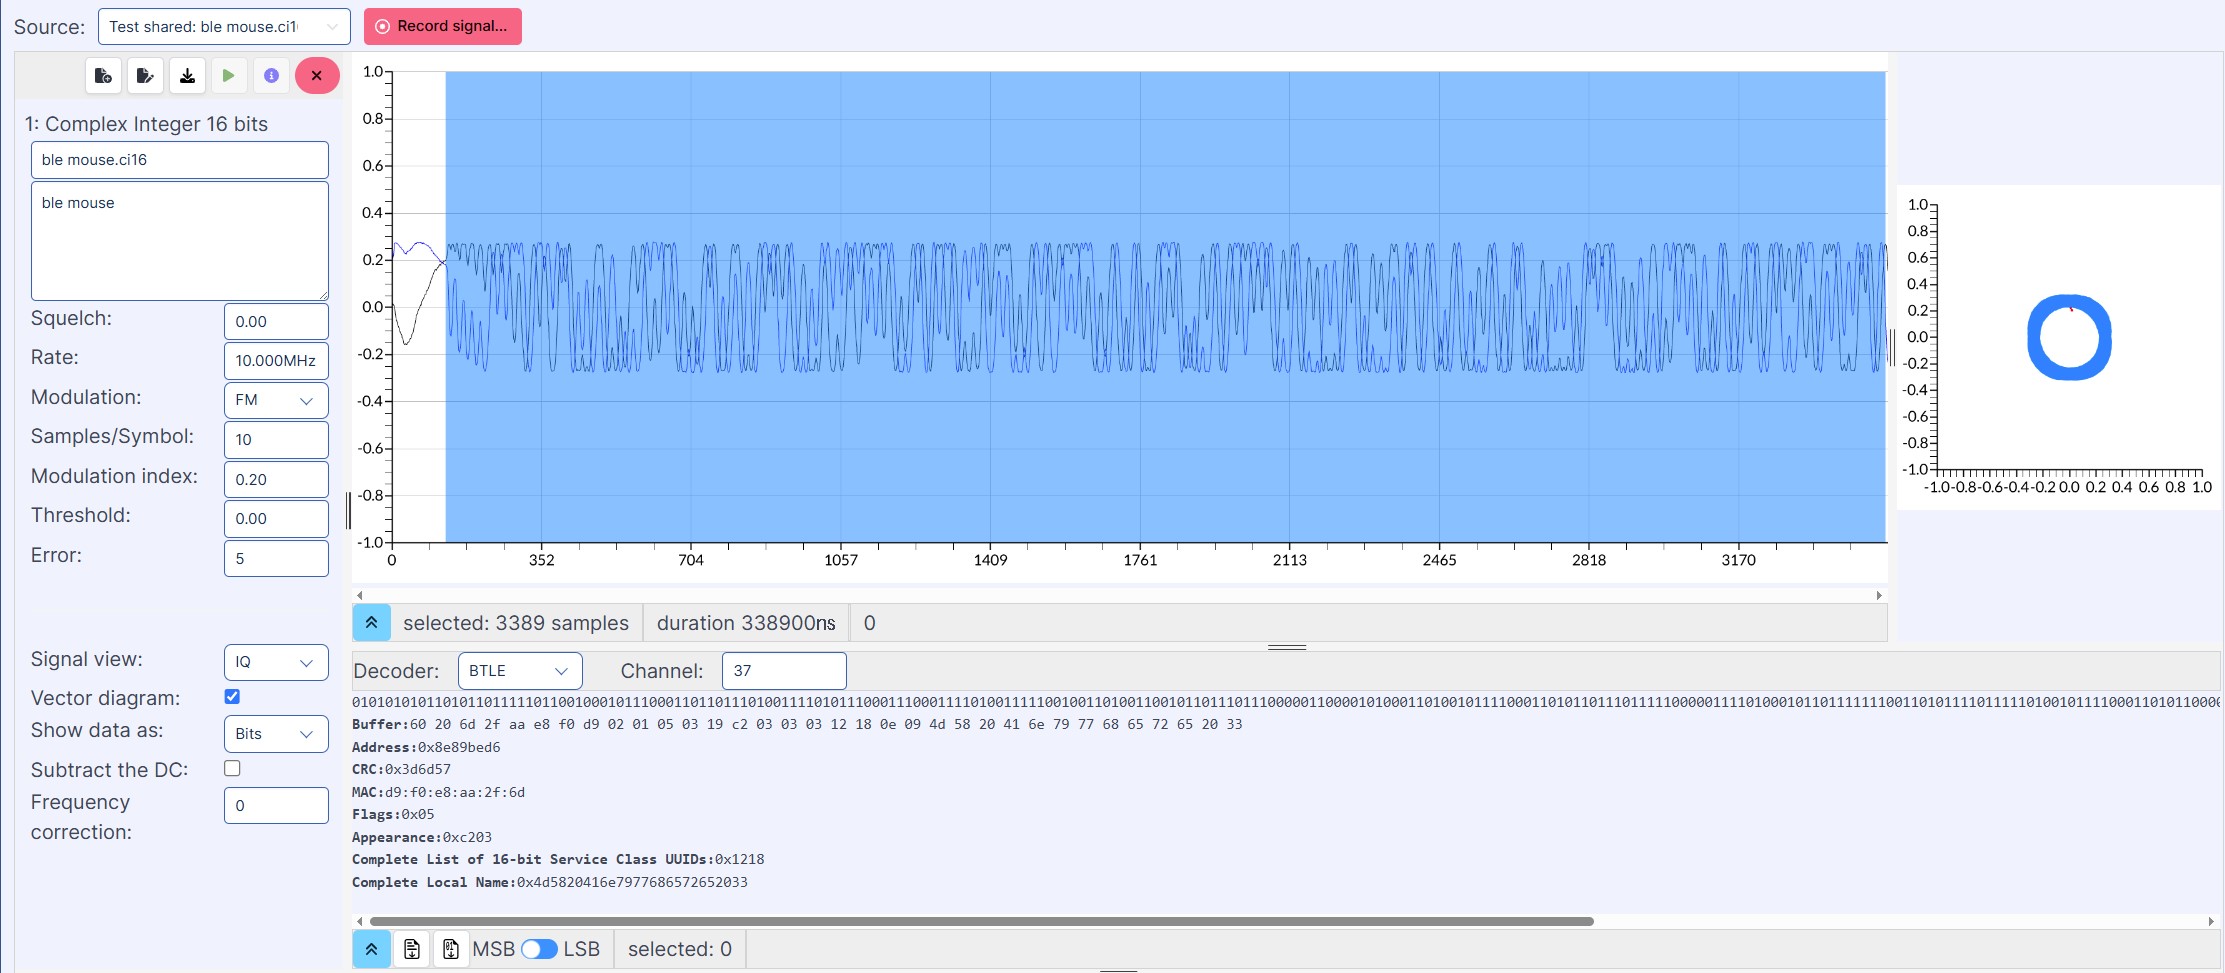 Source: Test shared: ble mouse.ci1 Record signal...
1: Complex Integer 16 bits
ble mouse.ci16
ble mouse
Squelch: 0.00
Rate: 10.000MHz
Modulation: FM
Samples/Symbol: 10
Modulation index: 0.20
Threshold: 0.00
Error: 5
Signal view: IQ
Vector diagram:
Show data as: Bits
Subtract the DC:
Frequency correction: 0
1.0
0.8
0.6
0.4
0.2
0.0
-0.2
-0.4
-0.6
-0.8
-1.0
0 352 704 1057 1409 1761 2113 2465 2818 3170
1.0
0.8
0.6
0.4
0.2
0.0
-0.2
-0.4
-0.6
-0.8
-1.0
-1.0 -0.8 -0.6 -0.4 -0.2 0.0 0.2 0.4 0.6 0.8 1.0
selected: 3389 samples duration 338900ns 0
Decoder: BTLE Channel: 37
Buffer:60 20 6d 2f aa e8 f0 d9 02 01 05 03 19 c2 03 03 03 12 18 0e 09 4d 58 20 41 6e 79 77 68 65 72 65 20 33
Address:0x8e89bed6
CRC:0x3d6d57
MAC:d9:f0:e8:aa:2f:6d
Flags:0x05
Appearance:0xc203
Complete List of 16-bit Service Class UUIDs:0x1218
Complete Local Name:0x4d5820416e7977686572652033
MSB LSB selected: 0